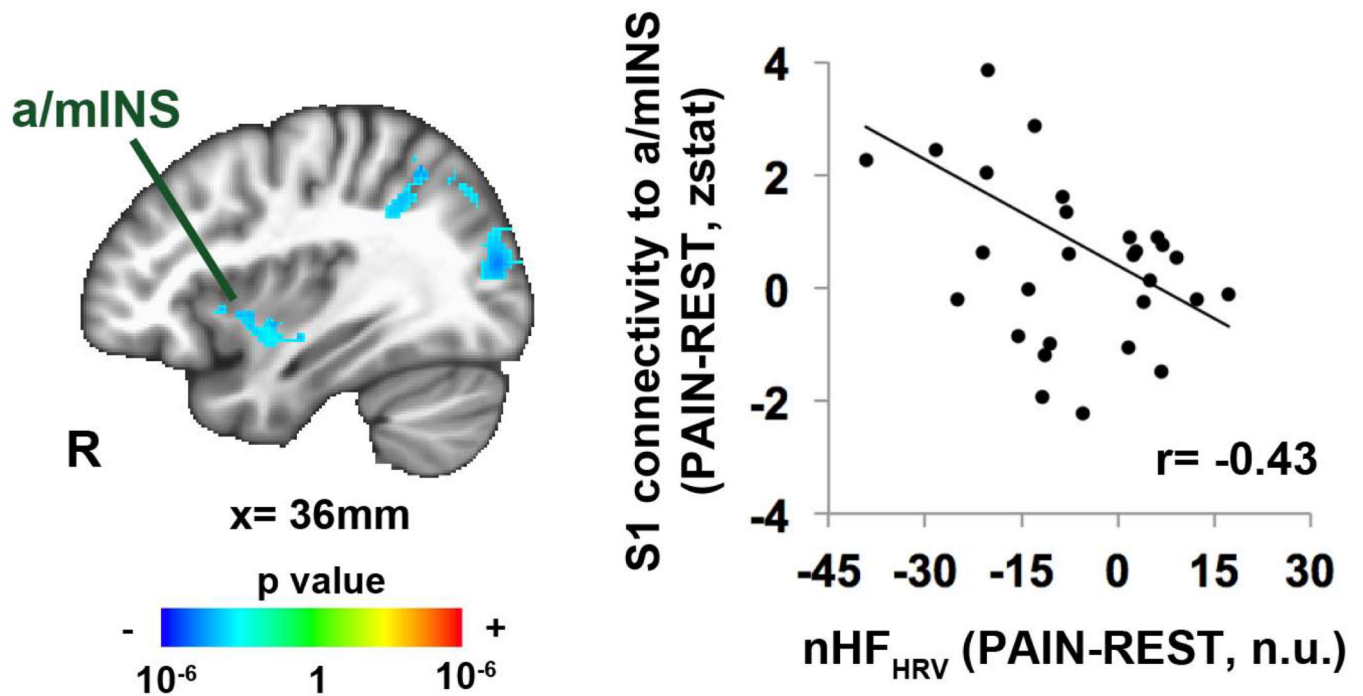 a/mINS
R
x= 36mm
p value
- +
10-6 1 10-6
S1 connectivity to a/mINS
(PAIN-REST, zstat)
4
2
0
-2
-4
r= -0.43
-45 -30 -15 0 15 30
nHFHRV (PAIN-REST, n.u.)